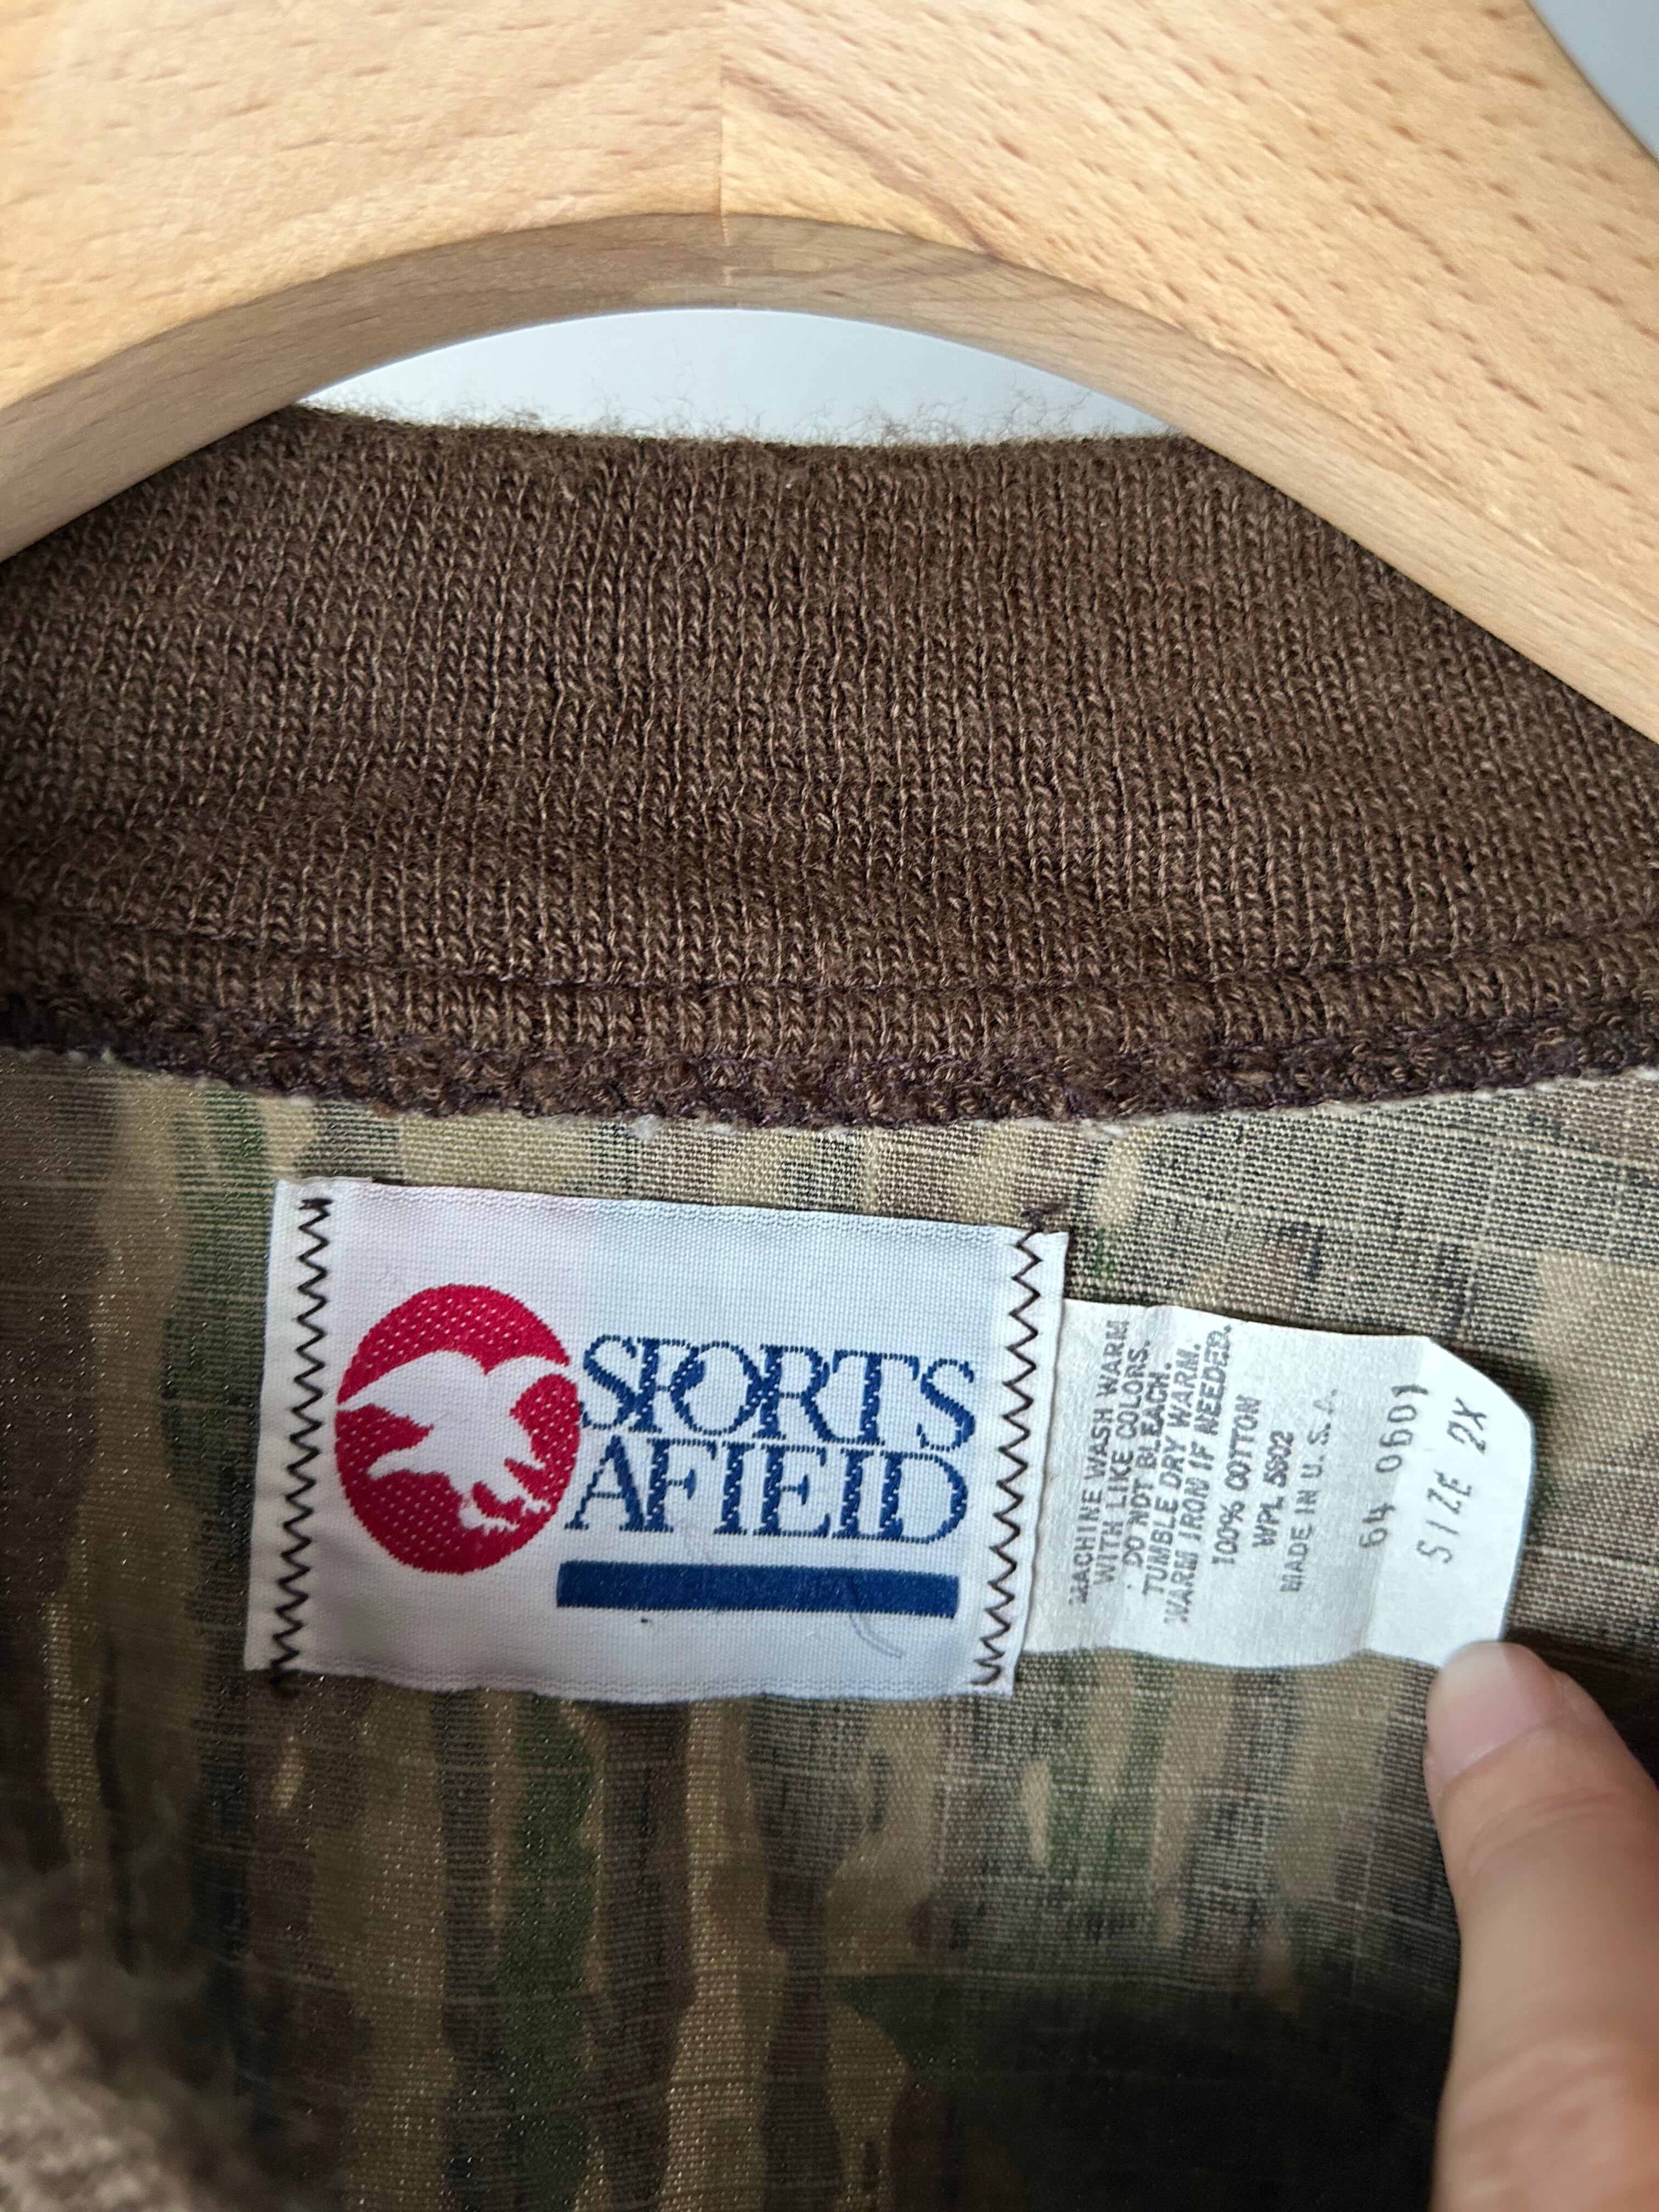 SPORTS
AFIELD
MACHINE WASH WARM
WITH LIKE COLORS.
DO NOT BLEACH.
TUMBLE DRY WARM.
WARM IRON IF NEEDED.
100% COTTON
WPL 5902
MADE IN U.S.A.
64 0601
SIZE 2X